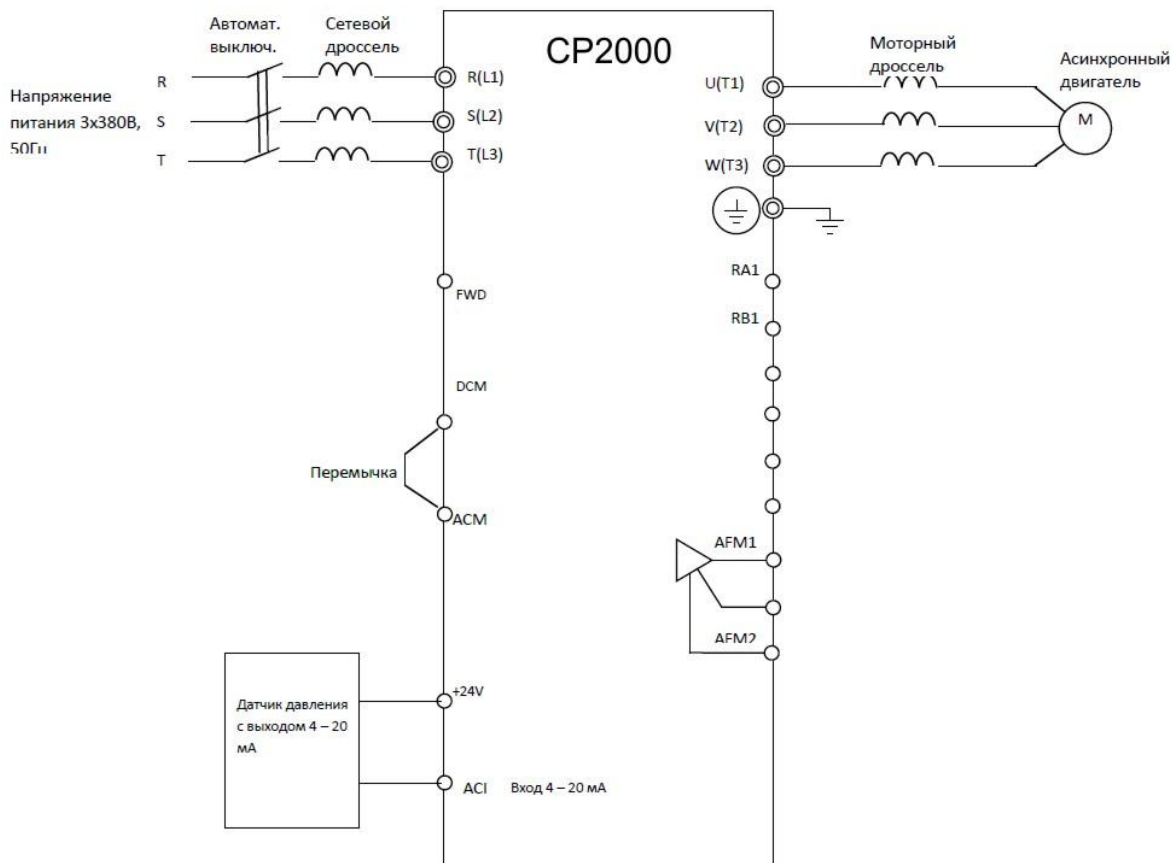 Автомат.
выключ.
Сетевой
дроссель
CP2000
Моторный
дроссель
Асинхронный
двигатель
Напряжение
питания 3х380В,
50Гц
R
S
T
R(L1)
S(L2)
T(L3)
U(T1)
V(T2)
W(T3)
M
FWD
DCM
Перемычка
ACM
RA1
RB1
AFM1
AFM2
Датчик давления
с выходом 4 – 20
мА
+24V
ACI
Вход 4 – 20 мА